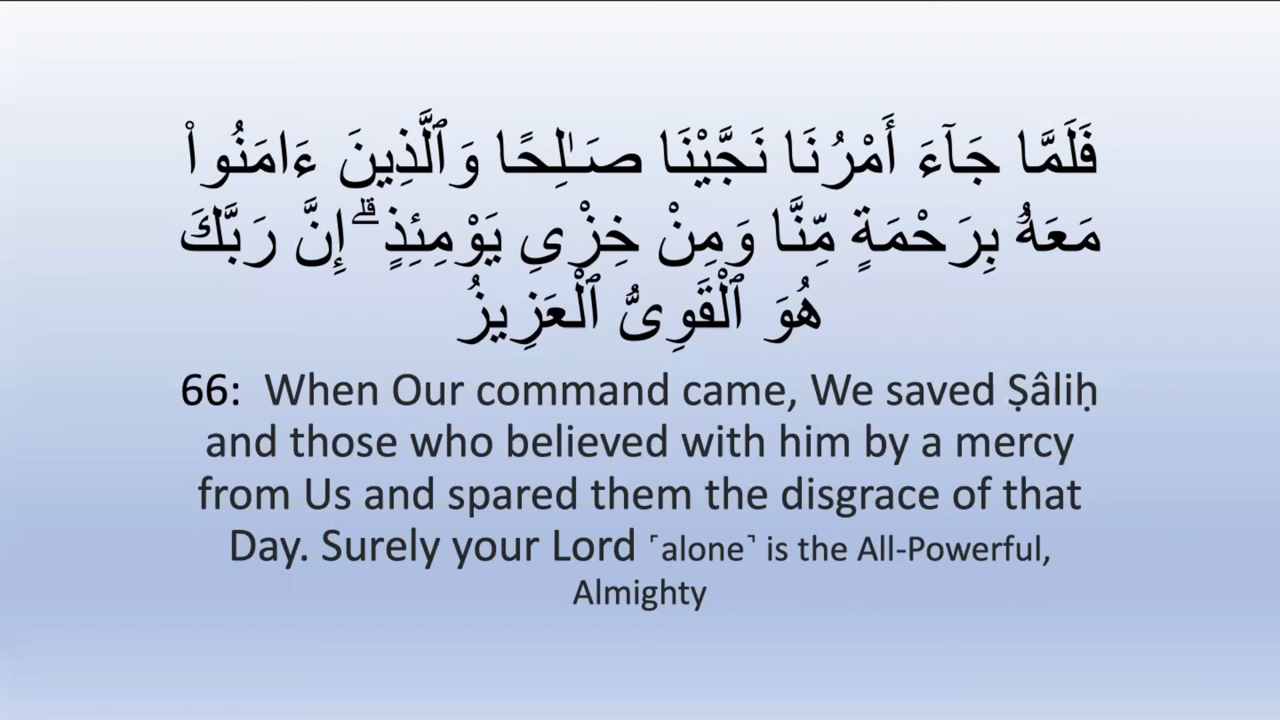 فَلَمَّا جَآءَ أَمْرُنَا نَجَّيْنَا صَـٰلِحًا وَٱلَّذِينَ ءَامَنُوا۟
مَعَهُۥ بِرَحْمَةٍ مِّنَّا وَمِنْ خِزْىِ يَوْمِئِذٍ ۗ إِنَّ رَبَّكَ
هُوَ ٱلْقَوِىُّ ٱلْعَزِيزُ
66: When Our command came, We saved Ṣâliḥ
and those who believed with him by a mercy
from Us and spared them the disgrace of that
Day. Surely your Lord ˹alone˺ is the All-Powerful,
Almighty